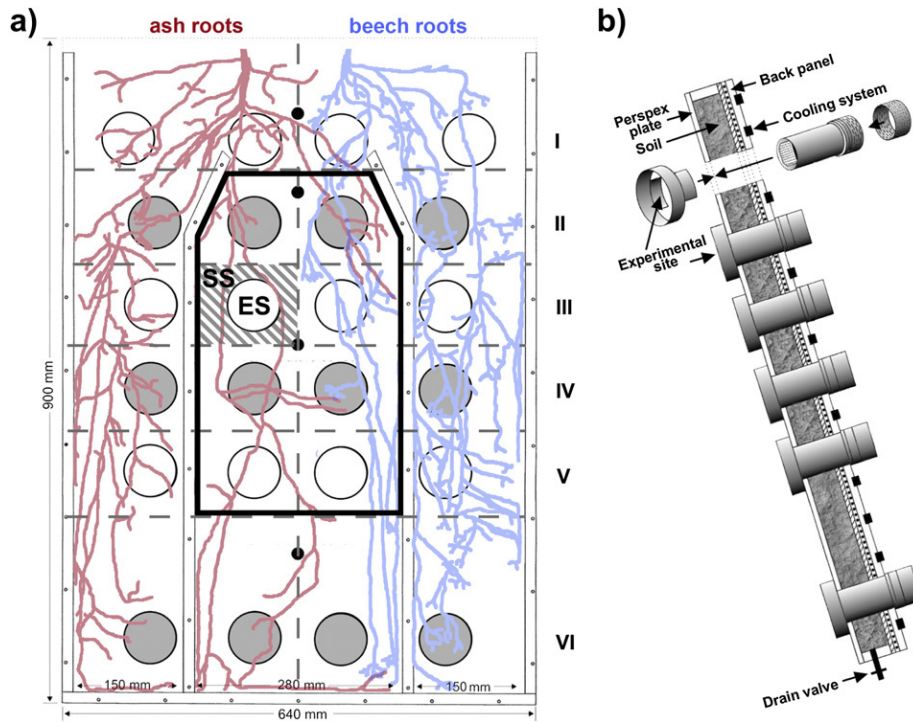 a)
ash roots
beech roots
I
II
SS
ES
III
IV
V
VI
900 mm
150 mm
280 mm
150 mm
640 mm
b)
Back panel
Cooling system
Perspex
plate
Soil
Experimental
site
Drain valve